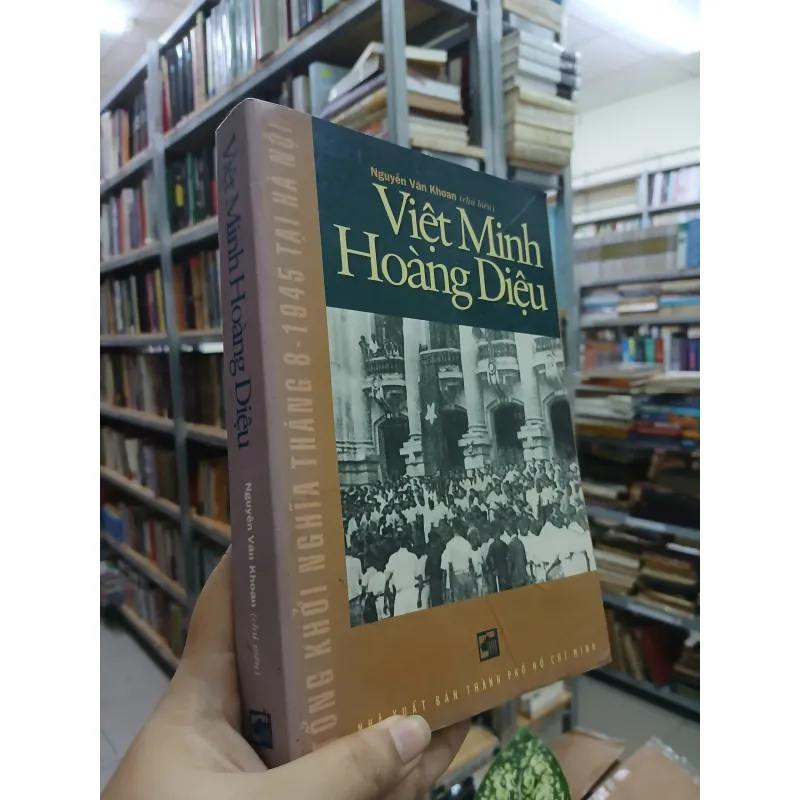 Nguyễn Văn Khoan (chủ biên)
Việt Minh
Hoàng Diệu
TỔNG KHỞI NGHĨA THÁNG 8 - 1945 TẠI HÀ NỘI
NHÀ XUẤT BẢN THÀNH PHỐ HỒ CHÍ MINH
Việt Minh Hoàng Diệu
Nguyễn Văn Khoan (chủ biên)